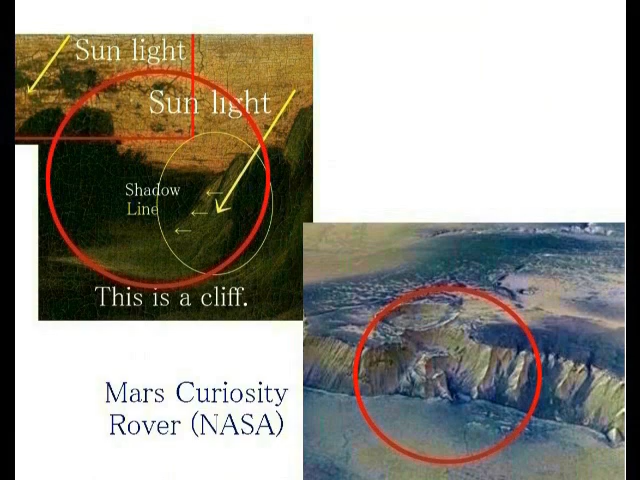 Sun light
Sun light
Shadow
Line
This is a cliff.
Mars Curiosity
Rover (NASA)